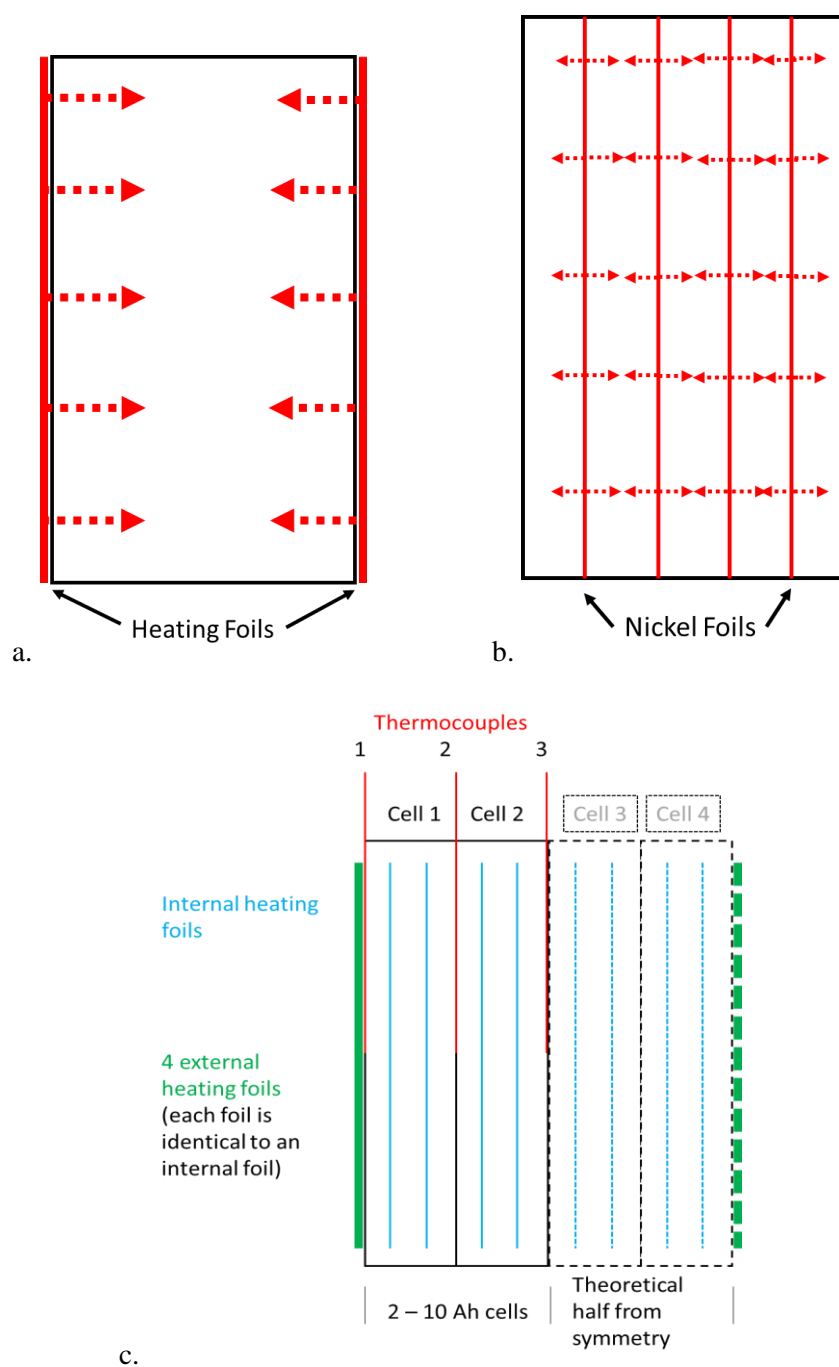 Heating Foils
a.
Nickel Foils
b.
Thermocouples
1 2 3
Cell 1 Cell 2 Cell 3 Cell 4
Internal heating
foils
4 external
heating foils
(each foil is
identical to an
internal foil)
2 – 10 Ah cells
Theoretical
half from
symmetry
c.